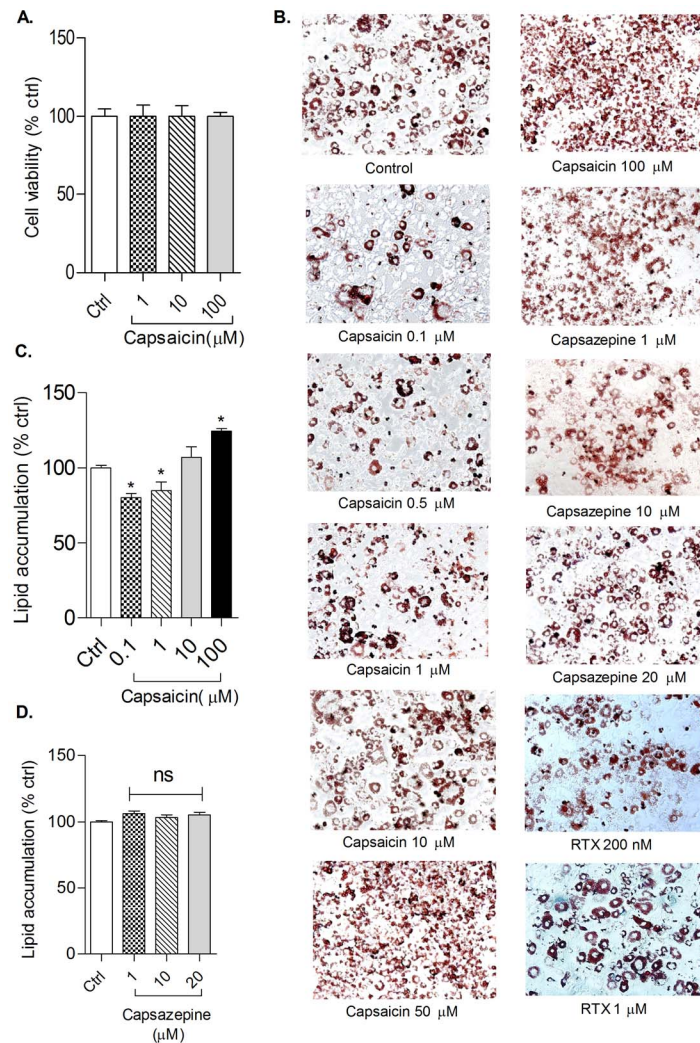 A.
Cell viability (% ctrl)
150
100
50
0
Ctrl
1
10
100
Capsaicin(μM)
B.
Control
Capsaicin 100 μM
Capsaicin 0.1 μM
Capsazepine 1 μM
Capsaicin 0.5 μM
Capsazepine 10 μM
Capsaicin 1 μM
Capsazepine 20 μM
Capsaicin 10 μM
RTX 200 nM
Capsaicin 50 μM
RTX 1 μM
C.
Lipid accumulation (% ctrl)
150
100
50
0
*
*
*
Ctrl
0.1
1
10
100
Capsaicin( μM)
D.
Lipid accumulation (% ctrl)
150
100
50
0
ns
Ctrl
1
10
20
Capsazepine
(μM)